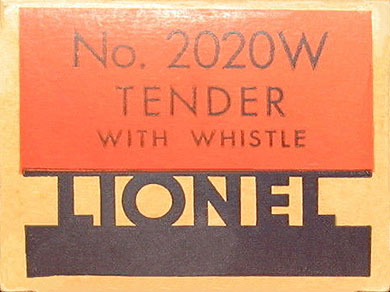 No. 2020W
TENDER
WITH WHISTLE
LIONEL